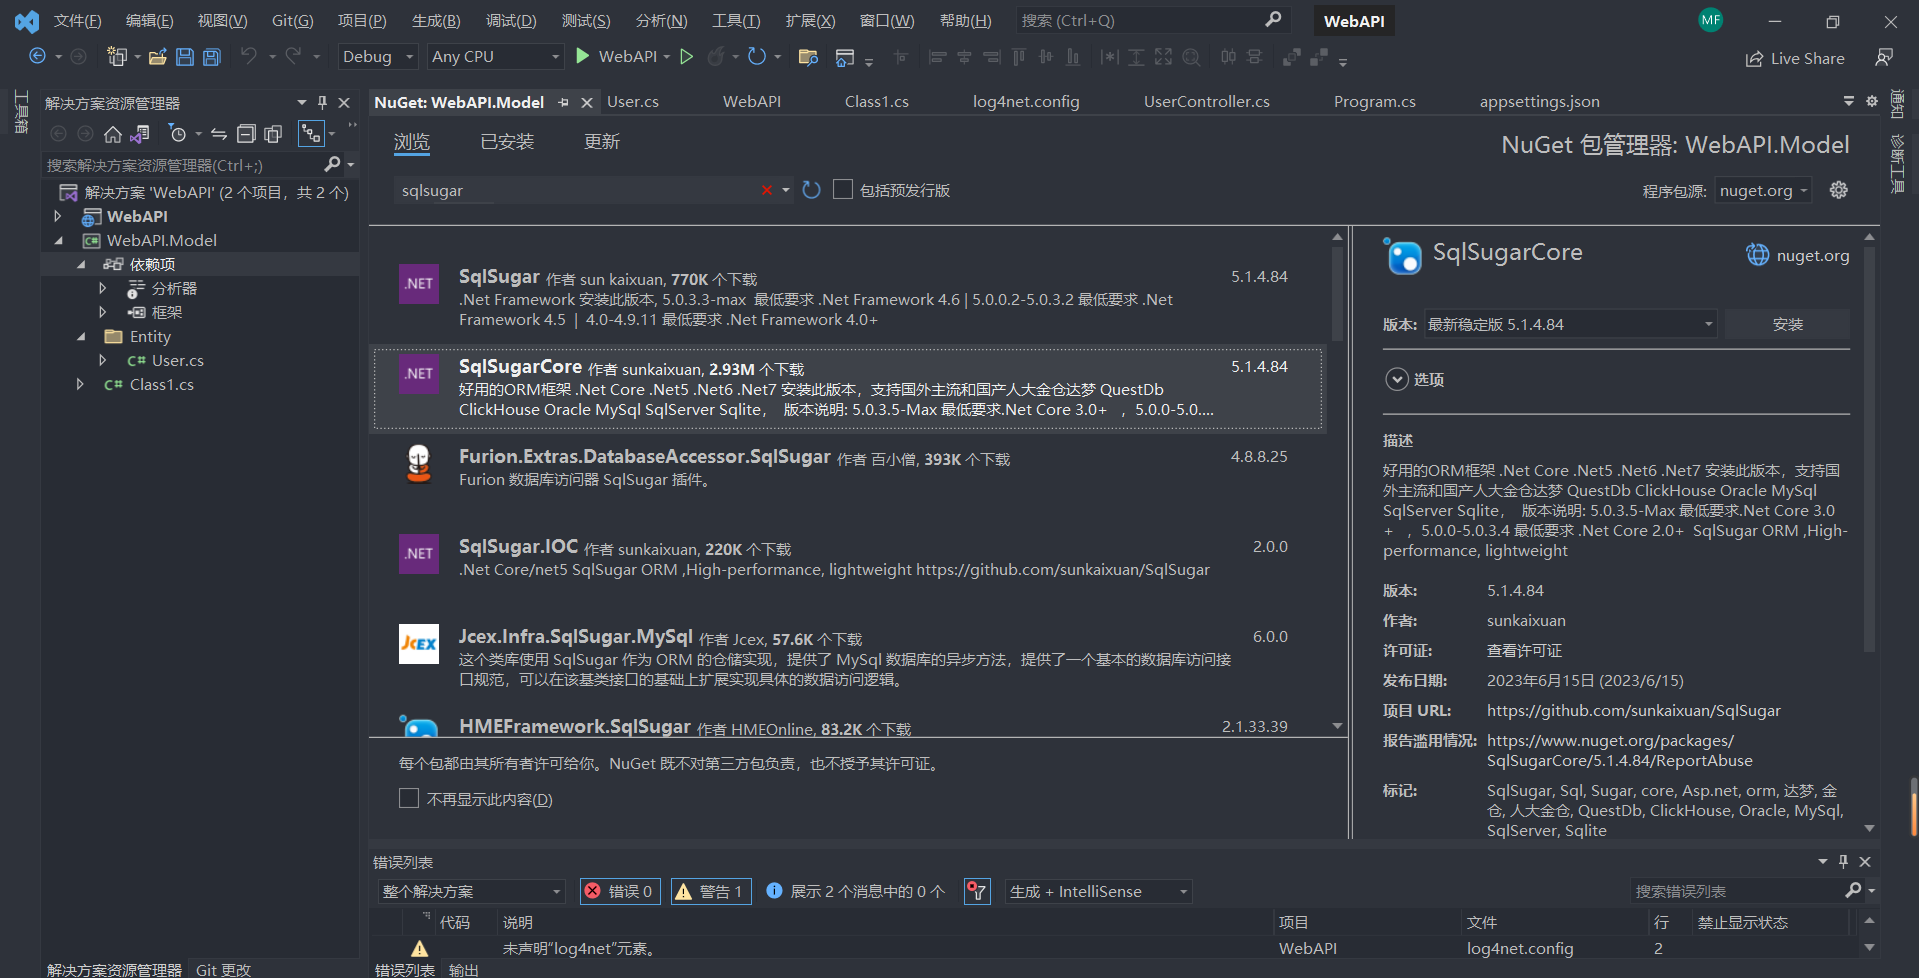 文件(F) 编辑(E) 视图(V) Git(G) 项目(P) 生成(B) 调试(D) 测试(S) 分析(N) 工具(T) 扩展(X) 窗口(W) 帮助(H) 搜索 (Ctrl+Q) WebAPI MF
Debug Any CPU WebAPI Live Share
工具箱
解决方案资源管理器
搜索解决方案资源管理器(Ctrl+;)
解决方案 'WebAPI' (2 个项目，共 2 个)
WebAPI
WebAPI.Model
依赖项
分析器
框架
Entity
C# User.cs
C# Class1.cs
解决方案资源管理器 Git 更改
NuGet: WebAPI.Model User.cs WebAPI Class1.cs log4net.config UserController.cs Program.cs appsettings.json
浏览 已安装 更新
NuGet 包管理器: WebAPI.Model
sqlsugar 包括预发行版
程序包源: nuget.org
.NET
SqlSugar 作者 sun kaixuan, 770K 个下载 5.1.4.84
.Net Framework 安装此版本, 5.0.3.3-max 最低要求 .Net Framework 4.6 | 5.0.0.2-5.0.3.2 最低要求 .Net
Framework 4.5 | 4.0-4.9.11 最低要求 .Net Framework 4.0+
.NET
SqlSugarCore 作者 sunkaixuan, 2.93M 个下载 5.1.4.84
好用的ORM框架 .Net Core .Net5 .Net6 .Net7 安装此版本，支持国外主流和国产人大金仓达梦 QuestDb
ClickHouse Oracle MySql SqlServer Sqlite， 版本说明: 5.0.3.5-Max 最低要求.Net Core 3.0+ ，5.0.0-5.0....
Furion.Extras.DatabaseAccessor.SqlSugar 作者 百小僧, 393K 个下载 4.8.8.25
Furion 数据库访问器 SqlSugar 插件。
.NET
SqlSugar.IOC 作者 sunkaixuan, 220K 个下载 2.0.0
.Net Core/net5 SqlSugar ORM ,High-performance, lightweight https://github.com/sunkaixuan/SqlSugar
JCEX
Jcex.Infra.SqlSugar.MySql 作者 Jcex, 57.6K 个下载 6.0.0
这个类库使用 SqlSugar 作为 ORM 的仓储实现，提供了 MySql 数据库的异步方法，提供了一个基本的数据库访问接
口规范，可以在该基类接口的基础上扩展实现具体的数据访问逻辑。
HMEFramework.SqlSugar 作者 HMEOnline, 83.2K 个下载 2.1.33.39
每个包都由其所有者许可给你。NuGet 既不对第三方包负责，也不授予其许可证。
不再显示此内容(D)
SqlSugarCore nuget.org
版本: 最新稳定版 5.1.4.84 安装
选项
描述
好用的ORM框架 .Net Core .Net5 .Net6 .Net7 安装此版本，支持国
外主流和国产人大金仓达梦 QuestDb ClickHouse Oracle MySql
SqlServer Sqlite， 版本说明: 5.0.3.5-Max 最低要求.Net Core 3.0
+ ，5.0.0-5.0.3.4 最低要求 .Net Core 2.0+ SqlSugar ORM ,High-
performance, lightweight
版本: 5.1.4.84
作者: sunkaixuan
许可证: 查看许可证
发布日期: 2023年6月15日 (2023/6/15)
项目 URL: https://github.com/sunkaixuan/SqlSugar
报告滥用情况: https://www.nuget.org/packages/
SqlSugarCore/5.1.4.84/ReportAbuse
标记: SqlSugar, Sql, Sugar, core, Asp.net, orm, 达梦, 金
仓, 人大金仓, QuestDb, ClickHouse, Oracle, MySql,
SqlServer, Sqlite
通知
诊断工具
错误列表
整个解决方案 错误 0 警告 1 展示 2 个消息中的 0 个 生成 + IntelliSense 搜索错误列表
代码 说明 项目 文件 行 禁止显示状态
未声明“log4net”元素。 WebAPI log4net.config 2
错误列表 输出